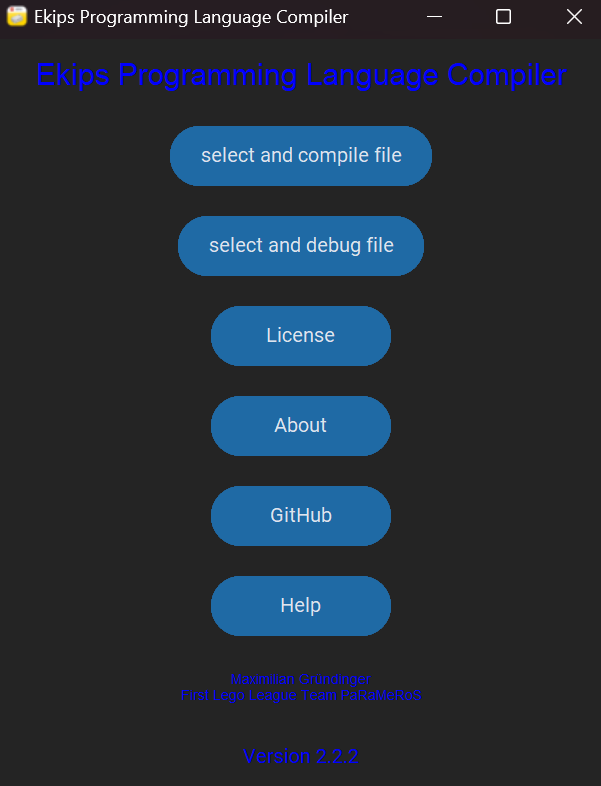 Ekips Programming Language Compiler
Ekips Programming Language Compiler
select and compile file
select and debug file
License
About
GitHub
Help
Maximilian Gründinger
First Lego League Team PaRaMeRoS
Version 2.2.2